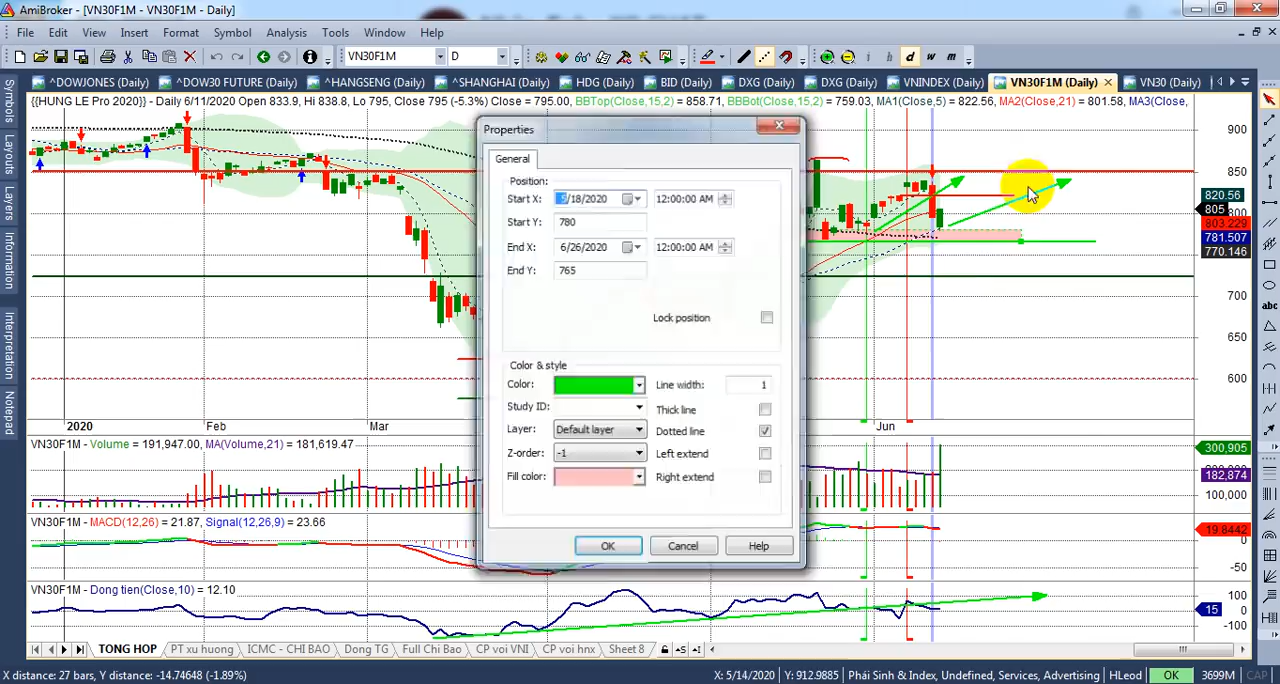 AmiBroker - [VN30F1M - VN30F1M - Daily]
File Edit View Insert Format Symbol Analysis Tools Window Help
VN30F1M D i h d w m
^DOWJONES (Daily) ^DOW30 FUTURE (Daily) ^HANGSENG (Daily) ^SHANGHAI (Daily) HDG (Daily) BID (Daily) DXG (Daily) DXG (Daily) VNINDEX (Daily) VN30F1M (Daily) VN30 (Daily)
{{HUNG LE Pro 2020}} - Daily 6/11/2020 Open 833.9, Hi 838.8, Lo 795, Close 795 (-5.3%) Close = 795.00, BBTop(Close,15,2) = 858.71, BBBot(Close,15,2) = 759.03, MA1(Close,5) = 822.56, MA2(Close,21) = 801.58, MA3(Close,
Symbols
Layouts
Layers
Information
Interpretation
Notepad
Properties
General
Position:
Start X: /18/2020 12:00:00 AM
Start Y: 780
End X: 6/26/2020 12:00:00 AM
End Y: 765
Lock position
Color & style
Color: Line width: 1
Study ID: Thick line
Layer: Default layer Dotted line
Z-order: -1 Left extend
Fill color: Right extend
OK Cancel Help
900
850
820.56
805
800
803.229
781.507
770.146
700
650
600
abc
2020 Feb Mar Jun
VN30F1M - Volume = 191,947.00, MA(Volume,21) = 181,619.47
300,905
182,874
100,000
VN30F1M - MACD(12,26) = 21.87, Signal(12,26,9) = 23.66
19.8442
0
-50
VN30F1M - Dong tien(Close,10) = 12.10
100
15
0
-100
TONG HOP PT xu huong ICMC - CHI BAO Dong TG Full Chi Bao CP voi VNI CP voi hnx Sheet 8
X distance: 27 bars, Y distance: -14.74648 (-1.89%) X: 5/14/2020 Y: 912.9885 Phái Sinh & Index, Undefined, Services, Advertising HLeod OK 3699M CAP